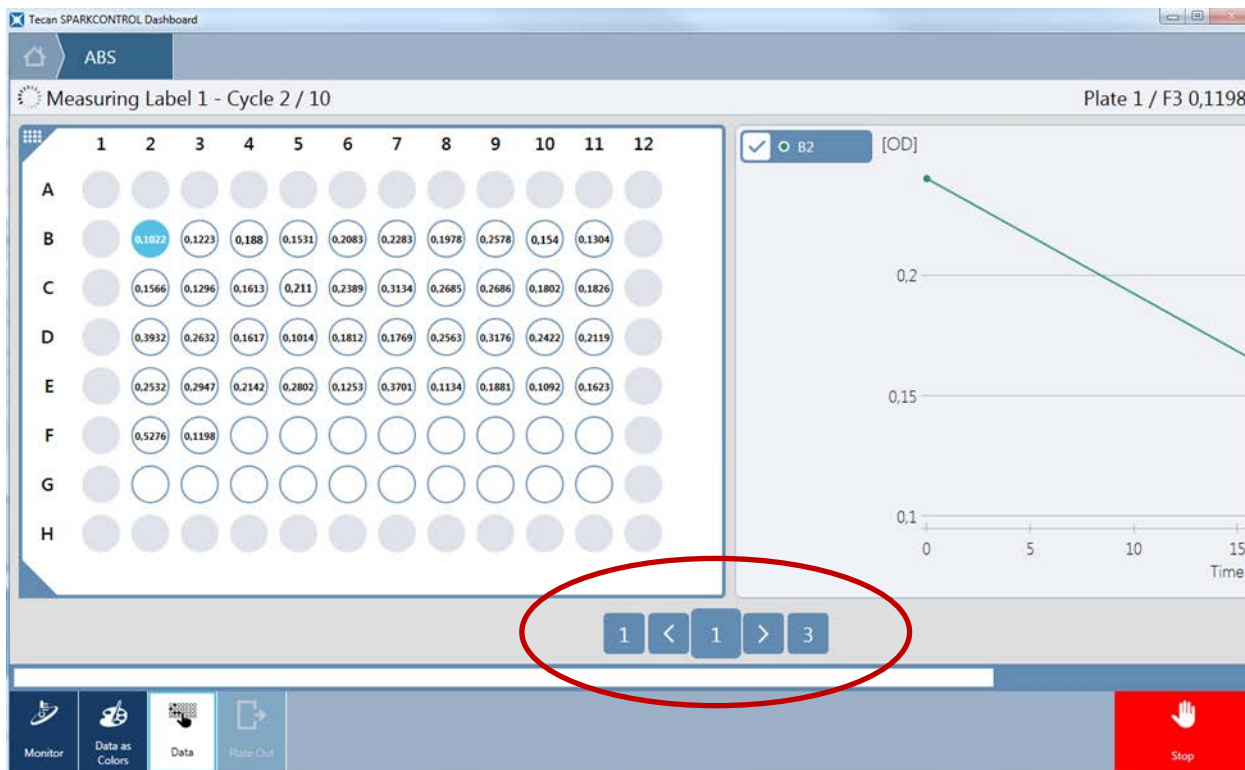 Tecan SPARKCONTROL Dashboard
ABS
Measuring Label 1 - Cycle 2 / 10
Plate 1 / F3 0,1198
1 2 3 4 5 6 7 8 9 10 11 12
A
B 0,1022 0,1223 0,188 0,1531 0,2083 0,2283 0,1978 0,2578 0,154 0,1304
C 0,1566 0,1296 0,1613 0,211 0,2389 0,3134 0,2685 0,2686 0,1802 0,1826
D 0,3932 0,2632 0,1617 0,1014 0,1812 0,1769 0,2563 0,3176 0,2422 0,2119
E 0,2532 0,2947 0,2142 0,2802 0,1253 0,3701 0,1134 0,1881 0,1092 0,1623
F 0,5276 0,1198
G
H
B2
[OD]
0,2
0,15
0,1
0 5 10 15
Time
1 < 1 > 3
Monitor
Data as
Colors
Data
Plate Out
Stop